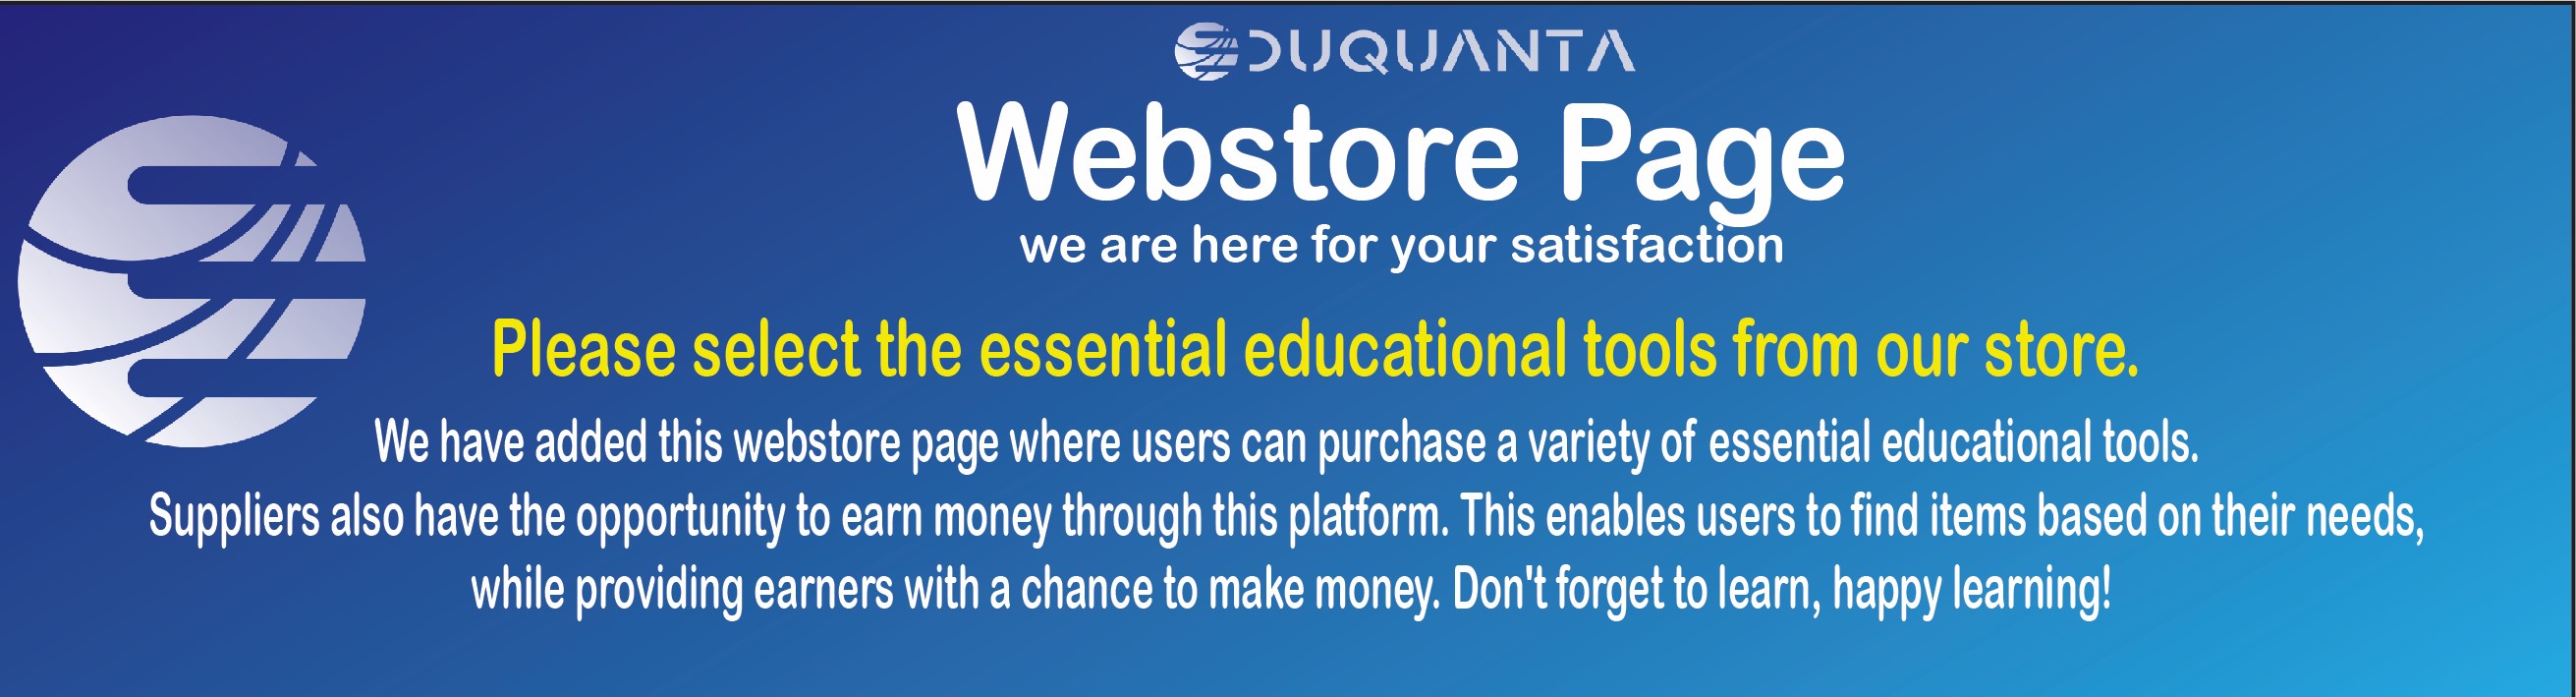 EDUQUANTA
Webstore Page
we are here for your satisfaction
Please select the essential educational tools from our store.
We have added this webstore page where users can purchase a variety of essential educational tools.
Suppliers also have the opportunity to earn money through this platform. This enables users to find items based on their needs,
while providing earners with a chance to make money. Don't forget to learn, happy learning!